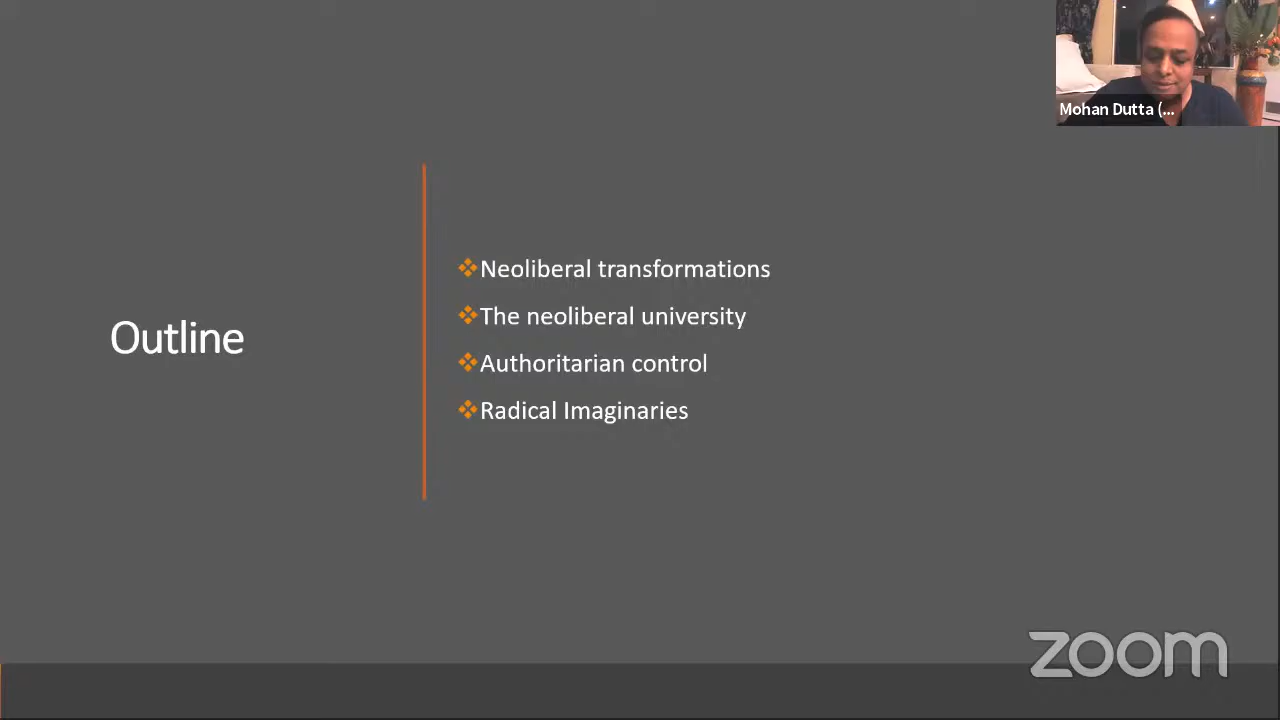 Mohan Dutta (...
Outline
Neoliberal transformations
The neoliberal university
Authoritarian control
Radical Imaginaries
zoom